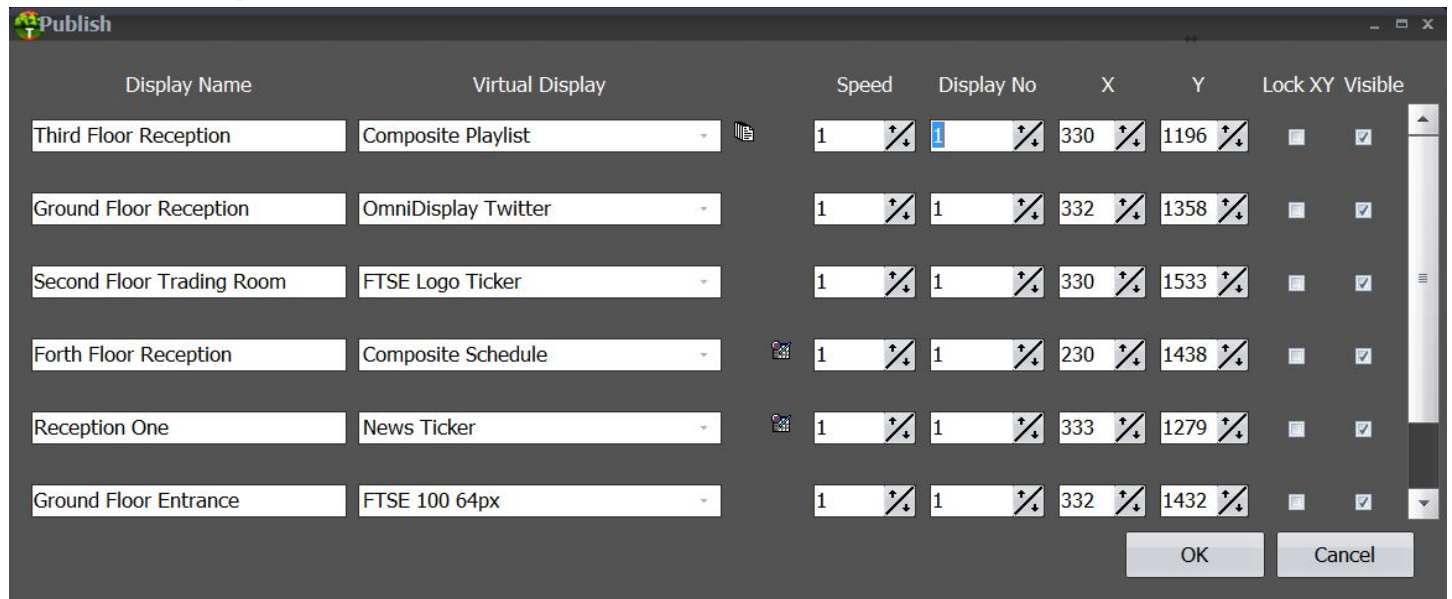 Publish
Display Name Virtual Display Speed Display No X Y Lock XY Visible
Third Floor Reception Composite Playlist 1 1 330 1196
Ground Floor Reception OmniDisplay Twitter 1 1 332 1358
Second Floor Trading Room FTSE Logo Ticker 1 1 330 1533
Forth Floor Reception Composite Schedule 1 1 230 1438
Reception One News Ticker 1 1 333 1279
Ground Floor Entrance FTSE 100 64px 1 1 332 1432
OK Cancel